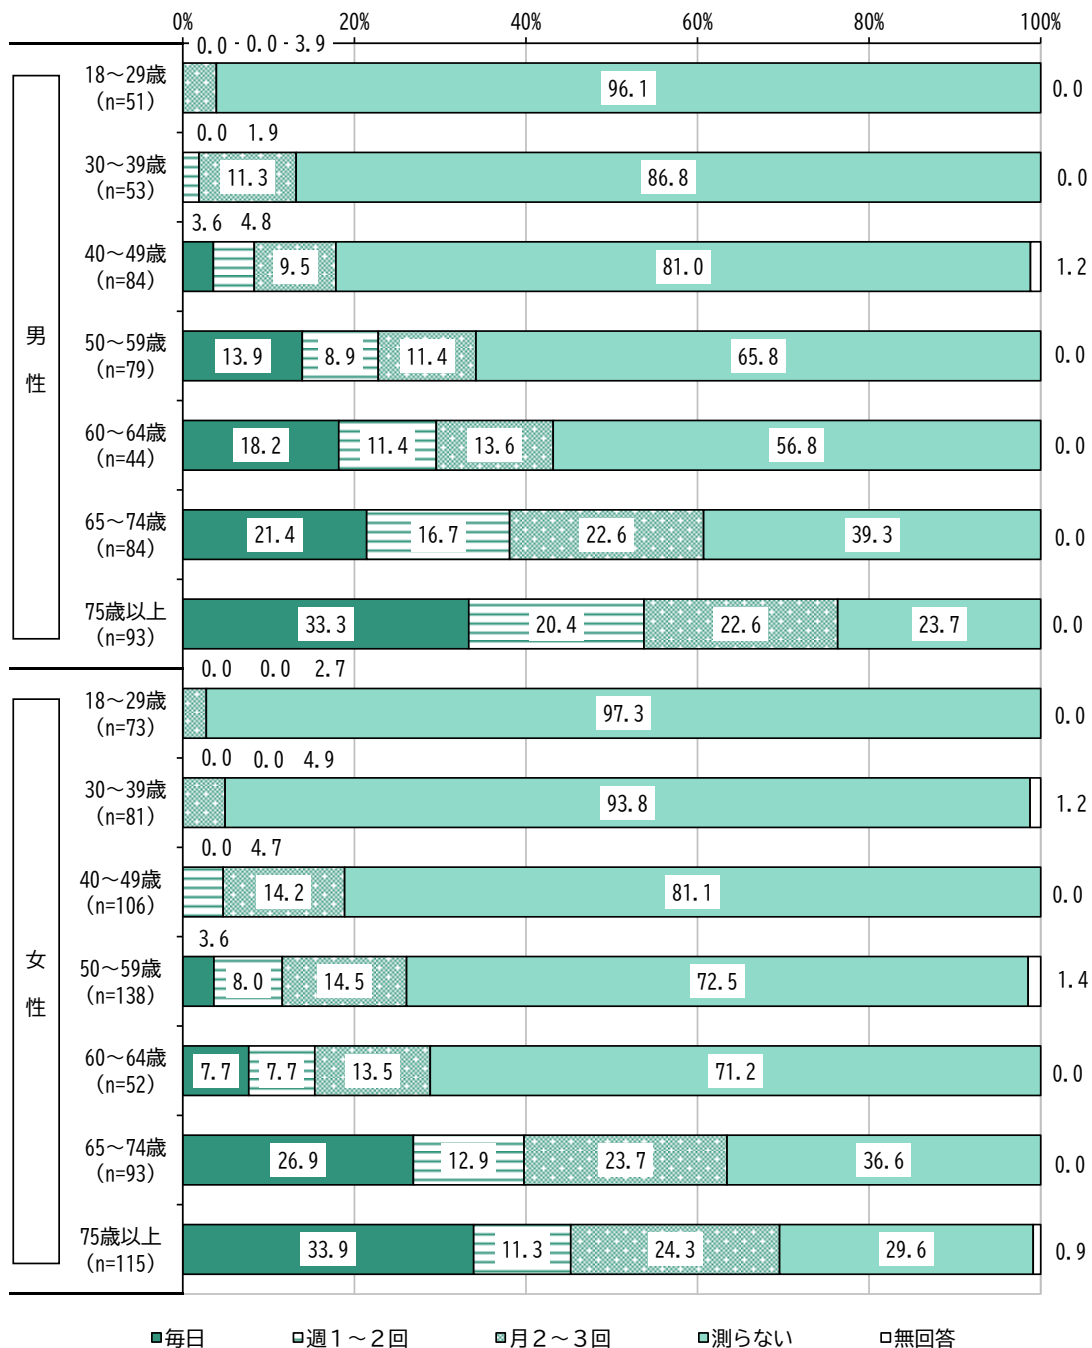 0% 20% 40% 60% 80% 100%
0.0 0.0 3.9
18～29歳
(n=51)
96.1 0.0
0.0 1.9
30～39歳
(n=53)
11.3 86.8 0.0
3.6 4.8
40～49歳
(n=84)
9.5 81.0 1.2
男性
50～59歳
(n=79)
13.9 8.9 11.4 65.8 0.0
60～64歳
(n=44)
18.2 11.4 13.6 56.8 0.0
65～74歳
(n=84)
21.4 16.7 22.6 39.3 0.0
75歳以上
(n=93)
33.3 20.4 22.6 23.7 0.0
0.0 0.0 2.7
18～29歳
(n=73)
97.3 0.0
0.0 0.0 4.9
30～39歳
(n=81)
93.8 1.2
0.0 4.7
40～49歳
(n=106)
14.2 81.1 0.0
女性
3.6
50～59歳
(n=138)
8.0 14.5 72.5 1.4
60～64歳
(n=52)
7.7 7.7 13.5 71.2 0.0
65～74歳
(n=93)
26.9 12.9 23.7 36.6 0.0
75歳以上
(n=115)
33.9 11.3 24.3 29.6 0.9
毎日 週１～２回 月２～３回 測らない 無回答